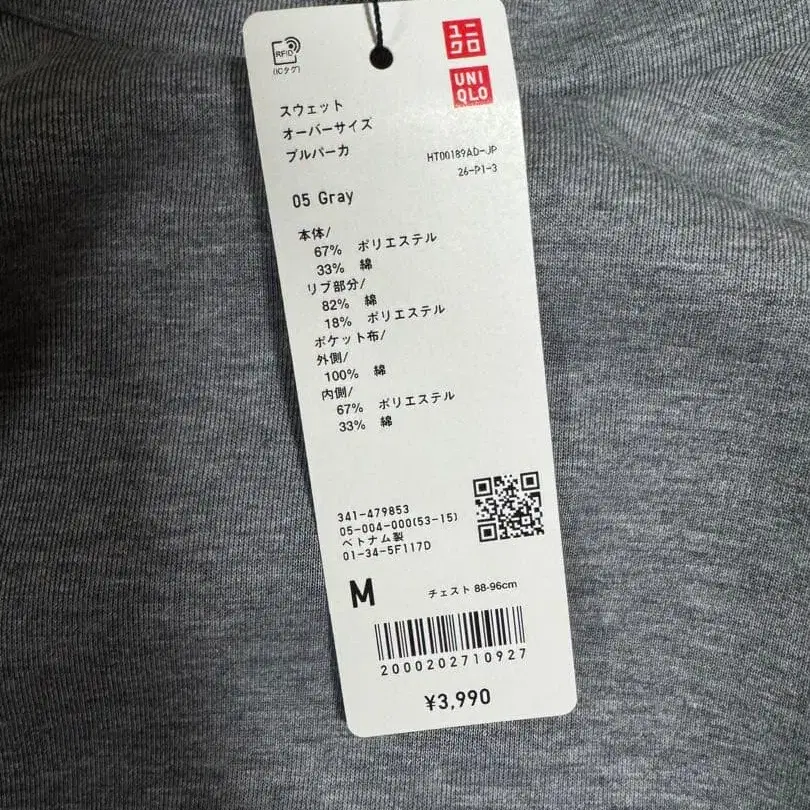 RFID
(ICタグ)
ユニ
クロ
UNI
QLO
スウェット
オーバーサイズ
プルパーカ
HT00189AD-JP
26-P1-3
05 Gray
本体/
67% ポリエステル
33% 綿
リブ部分/
82% 綿
18% ポリエステル
ポケット布/
外側/
100% 綿
内側/
67% ポリエステル
33% 綿
341-479853
05-004-000(53-15)
ベトナム製
01-34-5F117D
M チェスト 88-96cm
2000202710927
¥3,990